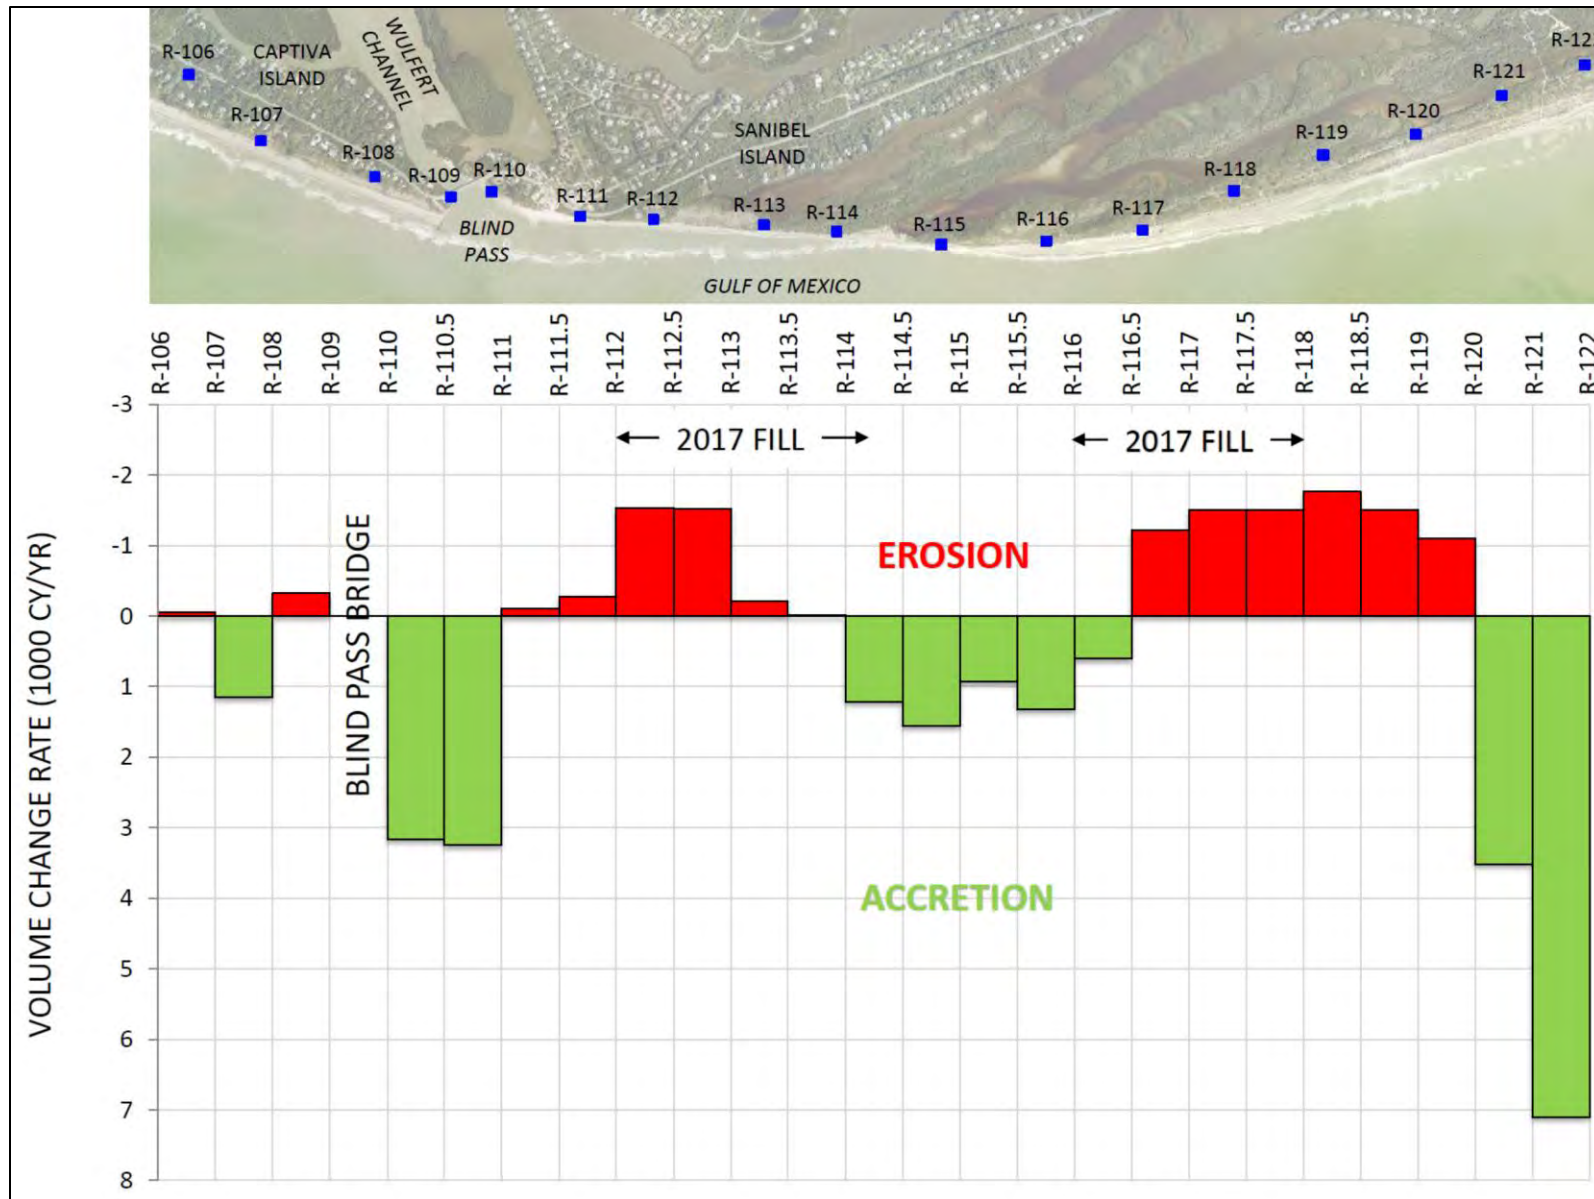 R-106
CAPTIVA
ISLAND
WULFERT
CHANNEL
R-107
R-108
R-109
R-110
BLIND
PASS
R-111
R-112
SANIBEL
ISLAND
R-113
R-114
R-115
R-116
R-117
R-118
R-119
R-120
R-121
R-12
GULF OF MEXICO
R-106
R-107
R-108
R-109
R-110
R-110.5
R-111
R-111.5
R-112
R-112.5
R-113
R-113.5
R-114
R-114.5
R-115
R-115.5
R-116
R-116.5
R-117
R-117.5
R-118
R-118.5
R-119
R-120
R-121
R-122
VOLUME CHANGE RATE (1000 CY/YR)
-3
-2
-1
0
1
2
3
4
5
6
7
8
2017 FILL
2017 FILL
BLIND PASS BRIDGE
EROSION
ACCRETION